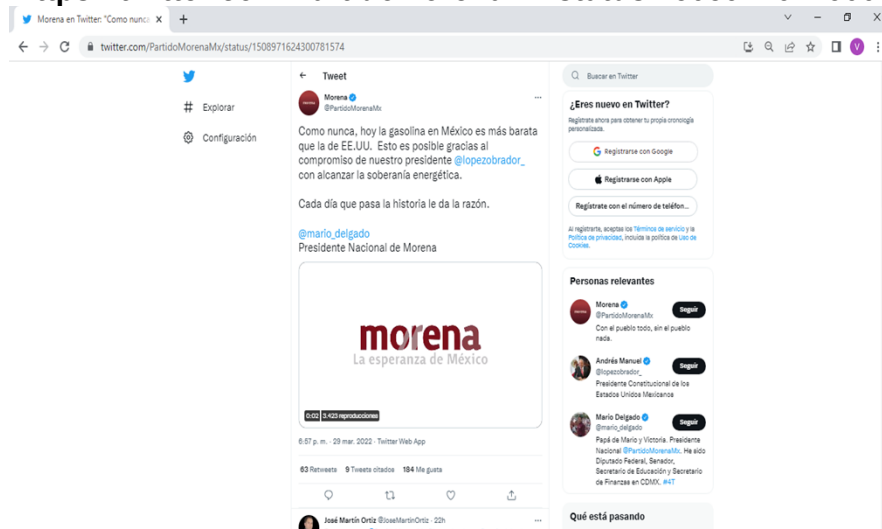 Morena en Twitter: "Como nunca
twitter.com/PartidoMorenaMx/status/1508971624300781574
Explorar
Configuración
Tweet
Morena
@PartidoMorenaMx
Como nunca, hoy la gasolina en México es más barata
que la de EE.UU. Esto es posible gracias al
compromiso de nuestro presidente @lopezobrador_
con alcanzar la soberanía energética.
Cada día que pasa la historia le da la razón.
@mario_delgado
Presidente Nacional de Morena
morena
La esperanza de México
0:02 3.423 reproducciones
6:57 p. m. · 29 mar. 2022 · Twitter Web App
63 Retweets 9 Tweets citados 184 Me gusta
José Martín Ortiz @JoseMartinOrtiz · 22h
Buscar en Twitter
¿Eres nuevo en Twitter?
Regístrate ahora para obtener tu propia cronología
personalizada.
Registrarse con Google
Registrarse con Apple
Regístrate con el número de teléfon...
Al registrarte, aceptas los Términos de servicio y la
Política de privacidad, incluida la política de Uso de
Cookies.
Personas relevantes
Morena
@PartidoMorenaMx
Seguir
Con el pueblo todo, sin el pueblo
nada.
Andrés Manuel
@lopezobrador_
Seguir
Presidente Constitucional de los
Estados Unidos Mexicanos
Mario Delgado
@mario_delgado
Seguir
Papá de Mario y Victoria. Presidente
Nacional @PartidoMorenaMx. He sido
Diputado Federal, Senador,
Secretario de Educación y Secretario
de Finanzas en CDMX. #4T
Qué está pasando